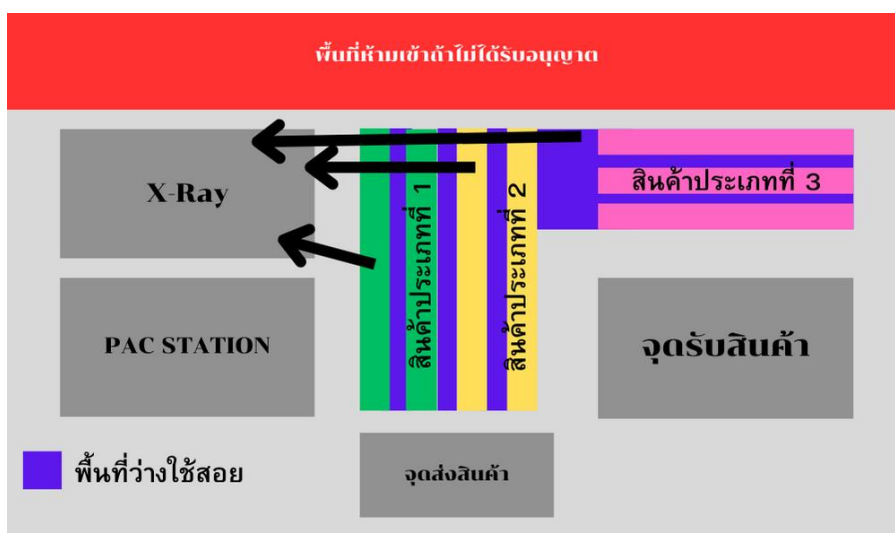 พื้นที่ห้ามเข้าถ้าไม่ได้รับอนุญาต
X-Ray
สินค้าประเภทที่ 1
สินค้าประเภทที่ 2
สินค้าประเภทที่ 3
PAC STATION
จุดรับสินค้า
พื้นที่ว่างใช้สอย
จุดส่งสินค้า